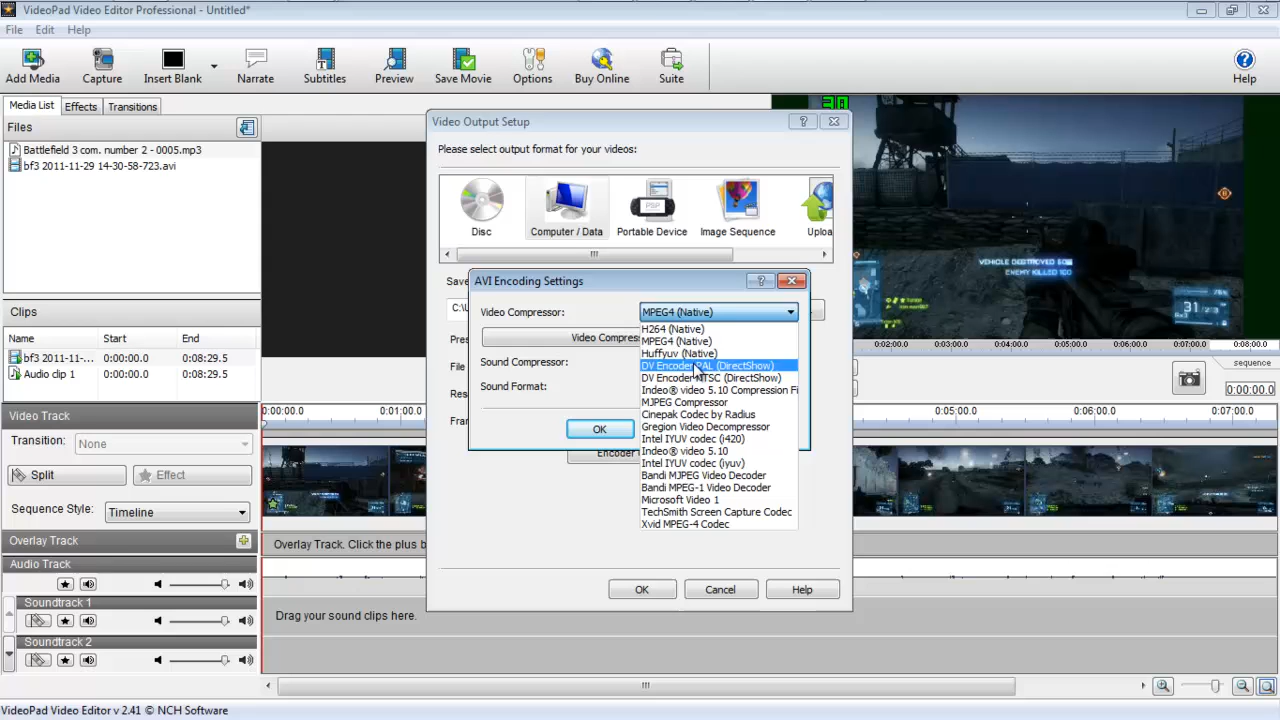 VideoPad Video Editor Professional - Untitled*
File Edit Help
Add Media Capture Insert Blank Narrate Subtitles Preview Save Movie Options Buy Online Suite Help
Media List Effects Transitions
Files
Battlefield 3 com. number 2 - 0005.mp3
bf3 2011-11-29 14-30-58-723.avi
Clips
Name Start End
bf3 2011-11-... 0:00:00.0 0:08:29.5
Audio clip 1 0:00:00.0 0:08:29.5
Video Output Setup
Please select output format for your videos:
Disc Computer / Data Portable Device Image Sequence Uploa
Save
C:\U
Pres
File
Res
Fran
Encoder
OK Cancel Help
AVI Encoding Settings
Video Compressor: MPEG4 (Native)
Video Compres
Sound Compressor:
Sound Format:
OK
H264 (Native)
MPEG4 (Native)
Huffyuv (Native)
DV Encoder PAL (DirectShow)
DV Encoder NTSC (DirectShow)
Indeo® video 5.10 Compression Fi
MJPEG Compressor
Cinepak Codec by Radius
Gregion Video Decompressor
Intel IYUV codec (i420)
Indeo® video 5.10
Intel IYUV codec (iyuv)
Bandi MJPEG Video Decoder
Bandi MPEG-1 Video Decoder
Microsoft Video 1
TechSmith Screen Capture Codec
Xvid MPEG-4 Codec
VEHICLE DESTROYED
ENEMY KILLED 100
31
0:02:00.0 0:03:00.0 0:04:00.0 0:05:00.0 0:06:00.0 0:07:00.0 0:08:00.0
sequence
0:00:00.0
Video Track
0:00:00.0 0:01:00.0 0:05:00.0 0:06:00.0 0:07:00.0
Transition: None
Split Effect
Sequence Style: Timeline
Overlay Track
Overlay Track. Click the plus b
Audio Track
Soundtrack 1
Drag your sound clips here.
Soundtrack 2
VideoPad Video Editor v 2.41 © NCH Software